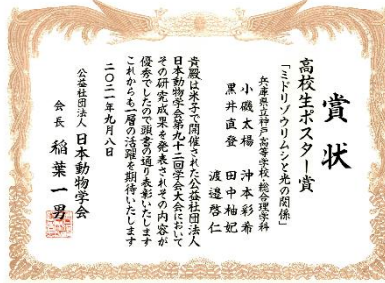 賞状
高校生ポスター賞
「ミドリゾウリムシと光の関係」
兵庫県立神戸高等学校 総合理学科
小磯太楊 沖本彩希
黒井直登 田中柚妃
渡邉啓仁
貴殿は米子で開催された公益社団法人
日本動物学会第九十二回学会大会において
その研究成果を発表されその内容が
優秀でしたので頭書の通り表彰いたします
これからも一層の活躍を期待いたします
二〇二一年九月八日
公益社団法人 日本動物学会
会長 稲葉一男